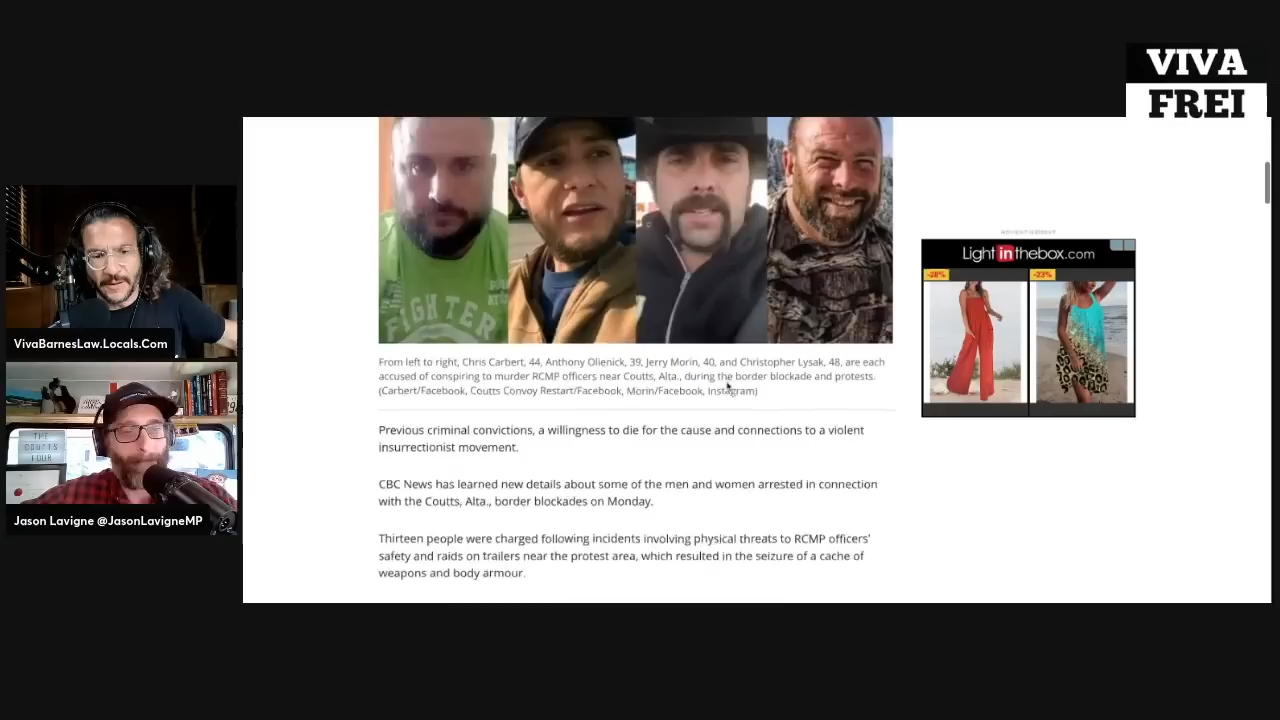 VIVA
FREI
VivaBarnesLaw.Locals.Com
THE
COUTTS
FOUR
Jason Lavigne @JasonLavigneMP
FIGHTER
From left to right, Chris Carbert, 44, Anthony Olienick, 39, Jerry Morin, 40, and Christopher Lysak, 48, are each
accused of conspiring to murder RCMP officers near Coutts, Alta., during the border blockade and protests.
(Carbert/Facebook, Coutts Convoy Restart/Facebook, Morin/Facebook, Instagram)
Previous criminal convictions, a willingness to die for the cause and connections to a violent
insurrectionist movement.
CBC News has learned new details about some of the men and women arrested in connection
with the Coutts, Alta., border blockades on Monday.
Thirteen people were charged following incidents involving physical threats to RCMP officers'
safety and raids on trailers near the protest area, which resulted in the seizure of a cache of
weapons and body armour.
ADVERTISEMENT
Lightinthebox.com
-28%
-23%